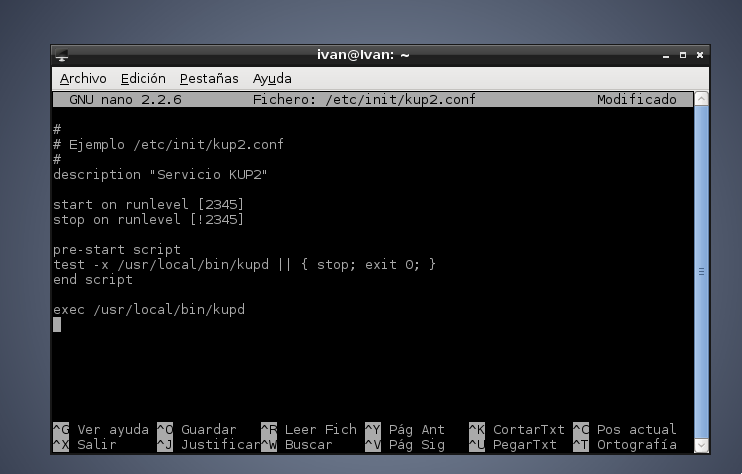 ivan@Ivan: ~
Archivo Edición Pestañas Ayuda
GNU nano 2.2.6 Fichero: /etc/init/kup2.conf Modificado
#
# Ejemplo /etc/init/kup2.conf
#
description "Servicio KUP2"
start on runlevel [2345]
stop on runlevel [!2345]
pre-start script
test -x /usr/local/bin/kupd || { stop; exit 0; }
end script
exec /usr/local/bin/kupd
^G Ver ayuda ^O Guardar ^R Leer Fich ^Y Pág Ant ^K CortarTxt ^C Pos actual
^X Salir ^J Justificar ^W Buscar ^V Pág Sig ^U PegarTxt ^T Ortografía